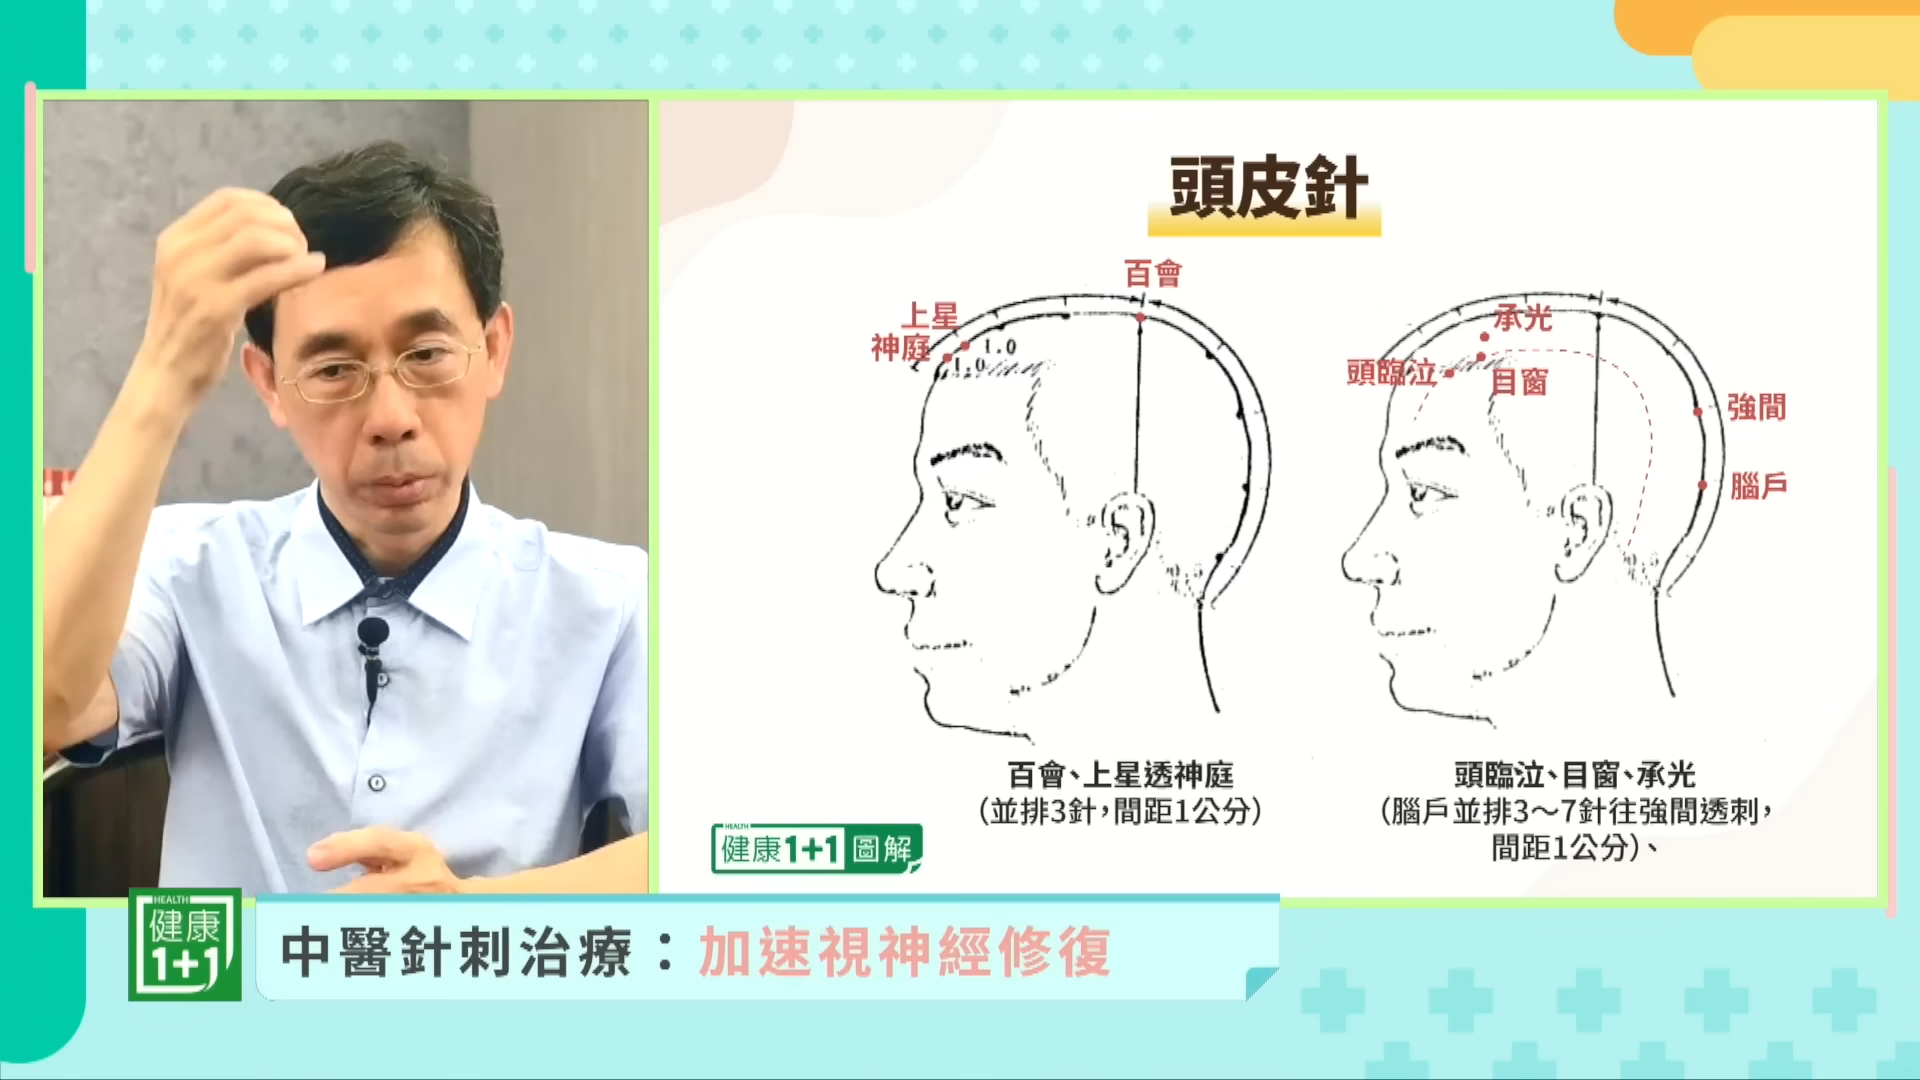 頭皮針
百會
上星
神庭
1.0
1.0
承光
頭臨泣
目窗
強間
腦戶
百會、上星透神庭
(並排3針,間距1公分)
頭臨泣、目窗、承光
(腦戶並排3～7針往強間透刺,
間距1公分)、
HEALTH
健康1+1 圖解
HEALTH
健康
1+1
中醫針刺治療：加速視神經修復